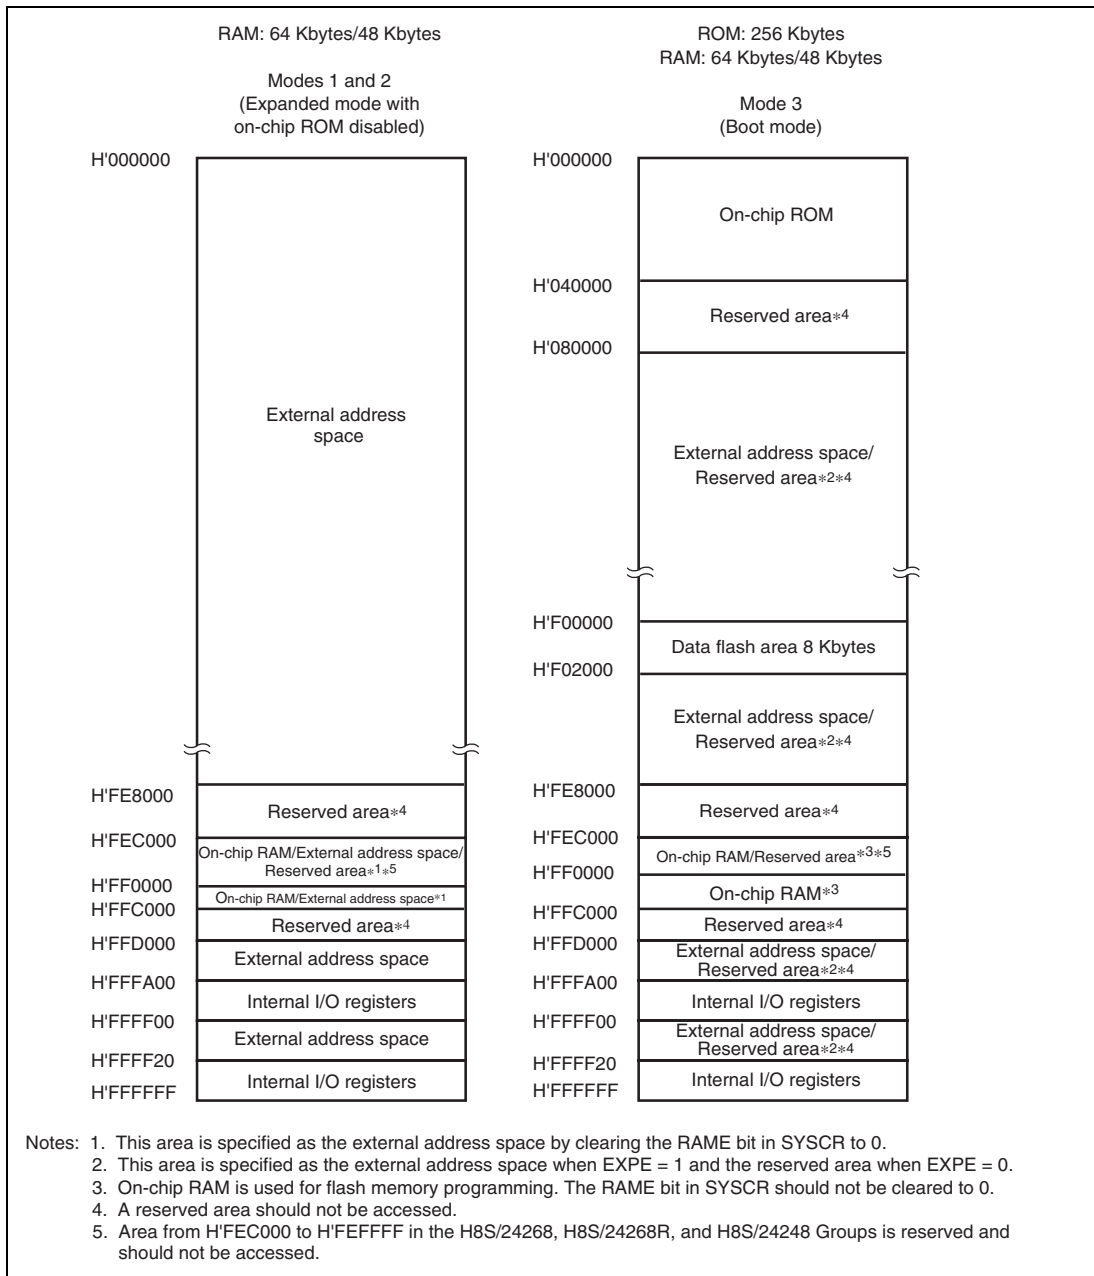 RAM: 64 Kbytes/48 Kbytes
Modes 1 and 2
(Expanded mode with
on-chip ROM disabled)
H'000000
External address
space
H'FE8000
Reserved area*4
H'FEC000
On-chip RAM/External address space/
Reserved area*1*5
H'FF0000
On-chip RAM/External address space*1
H'FFC000
Reserved area*4
H'FFD000
External address space
H'FFFA00
Internal I/O registers
H'FFFF00
External address space
H'FFFF20
Internal I/O registers
H'FFFFFF
ROM: 256 Kbytes
RAM: 64 Kbytes/48 Kbytes
Mode 3
(Boot mode)
H'000000
On-chip ROM
H'040000
Reserved area*4
H'080000
External address space/
Reserved area*2*4
H'F00000
Data flash area 8 Kbytes
H'F02000
External address space/
Reserved area*2*4
H'FE8000
Reserved area*4
H'FEC000
On-chip RAM/Reserved area*3*5
H'FF0000
On-chip RAM*3
H'FFC000
Reserved area*4
H'FFD000
External address space/
Reserved area*2*4
H'FFFA00
Internal I/O registers
H'FFFF00
External address space/
Reserved area*2*4
H'FFFF20
Internal I/O registers
H'FFFFFF
Notes: 1. This area is specified as the external address space by clearing the RAME bit in SYSCR to 0.
2. This area is specified as the external address space when EXPE = 1 and the reserved area when EXPE = 0.
3. On-chip RAM is used for flash memory programming. The RAME bit in SYSCR should not be cleared to 0.
4. A reserved area should not be accessed.
5. Area from H'FEC000 to H'FEFFFF in the H8S/24268, H8S/24268R, and H8S/24248 Groups is reserved and
should not be accessed.